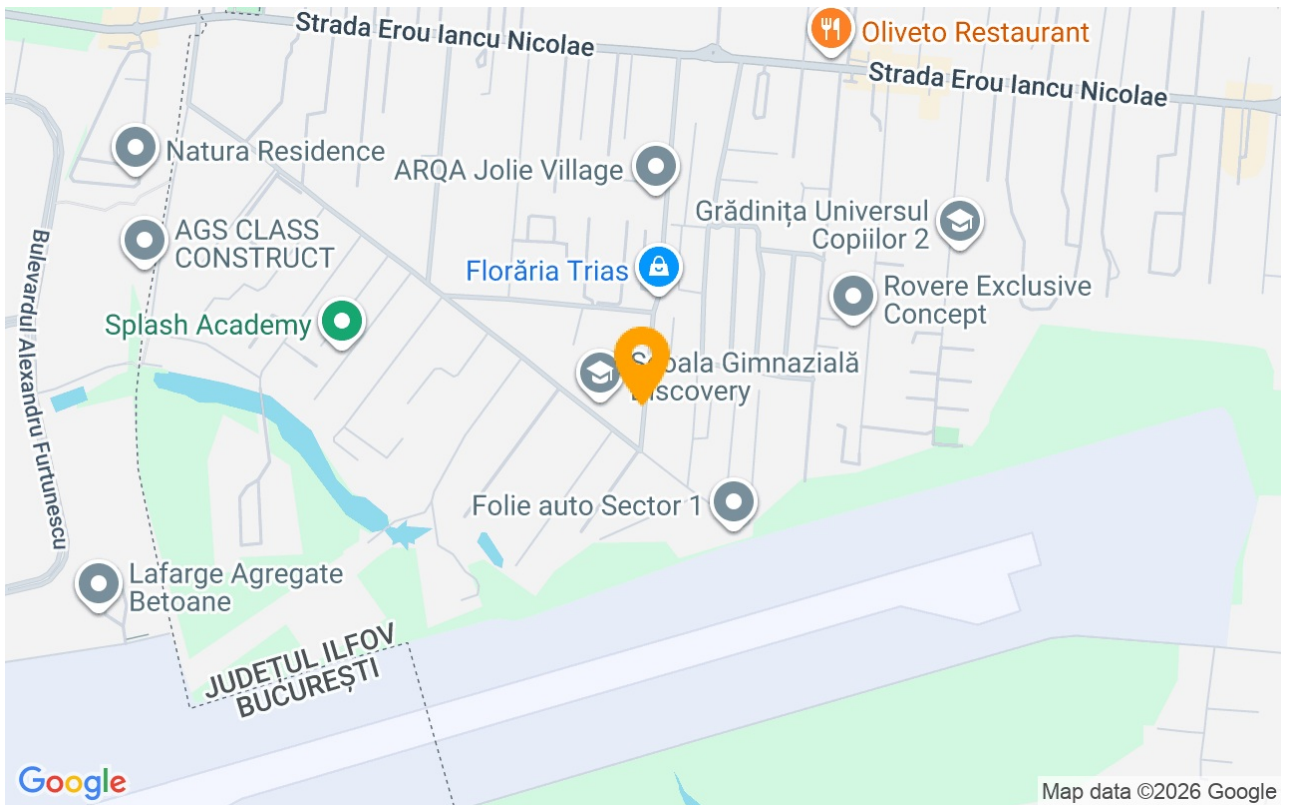 Strada Erou Iancu Nicolae
Oliveto Restaurant
Strada Erou Iancu Nicolae
Natura Residence
ARQA Jolie Village
Grădinița Universul
Copiilor 2
AGS CLASS
CONSTRUCT
Florăria Trias
Rovere Exclusive
Concept
Splash Academy
Bulevardul Alexandru Furtunescu
Gimnazială
Folie auto Sector 1
Lafarge Agregate
Betoane
JUDEȚUL ILFOV
BUCUREȘTI
Google
Map data ©2026 Google